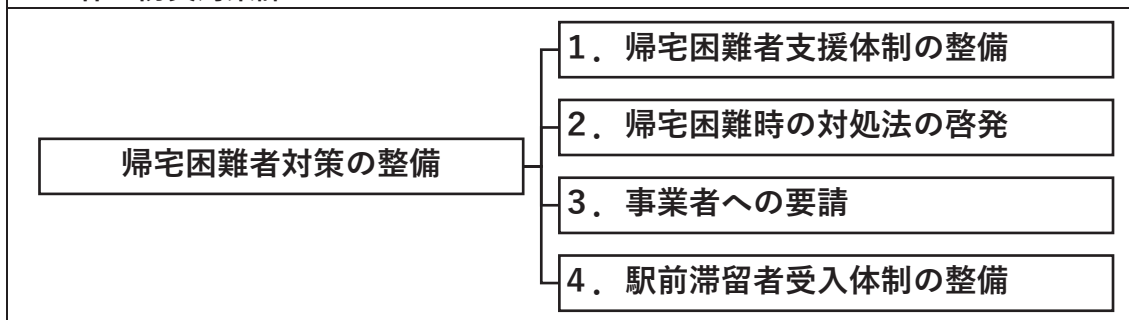 帰宅困難者対策の整備
1．帰宅困難者支援体制の整備
2．帰宅困難時の対処法の啓発
3．事業者への要請
4．駅前滞留者受入体制の整備